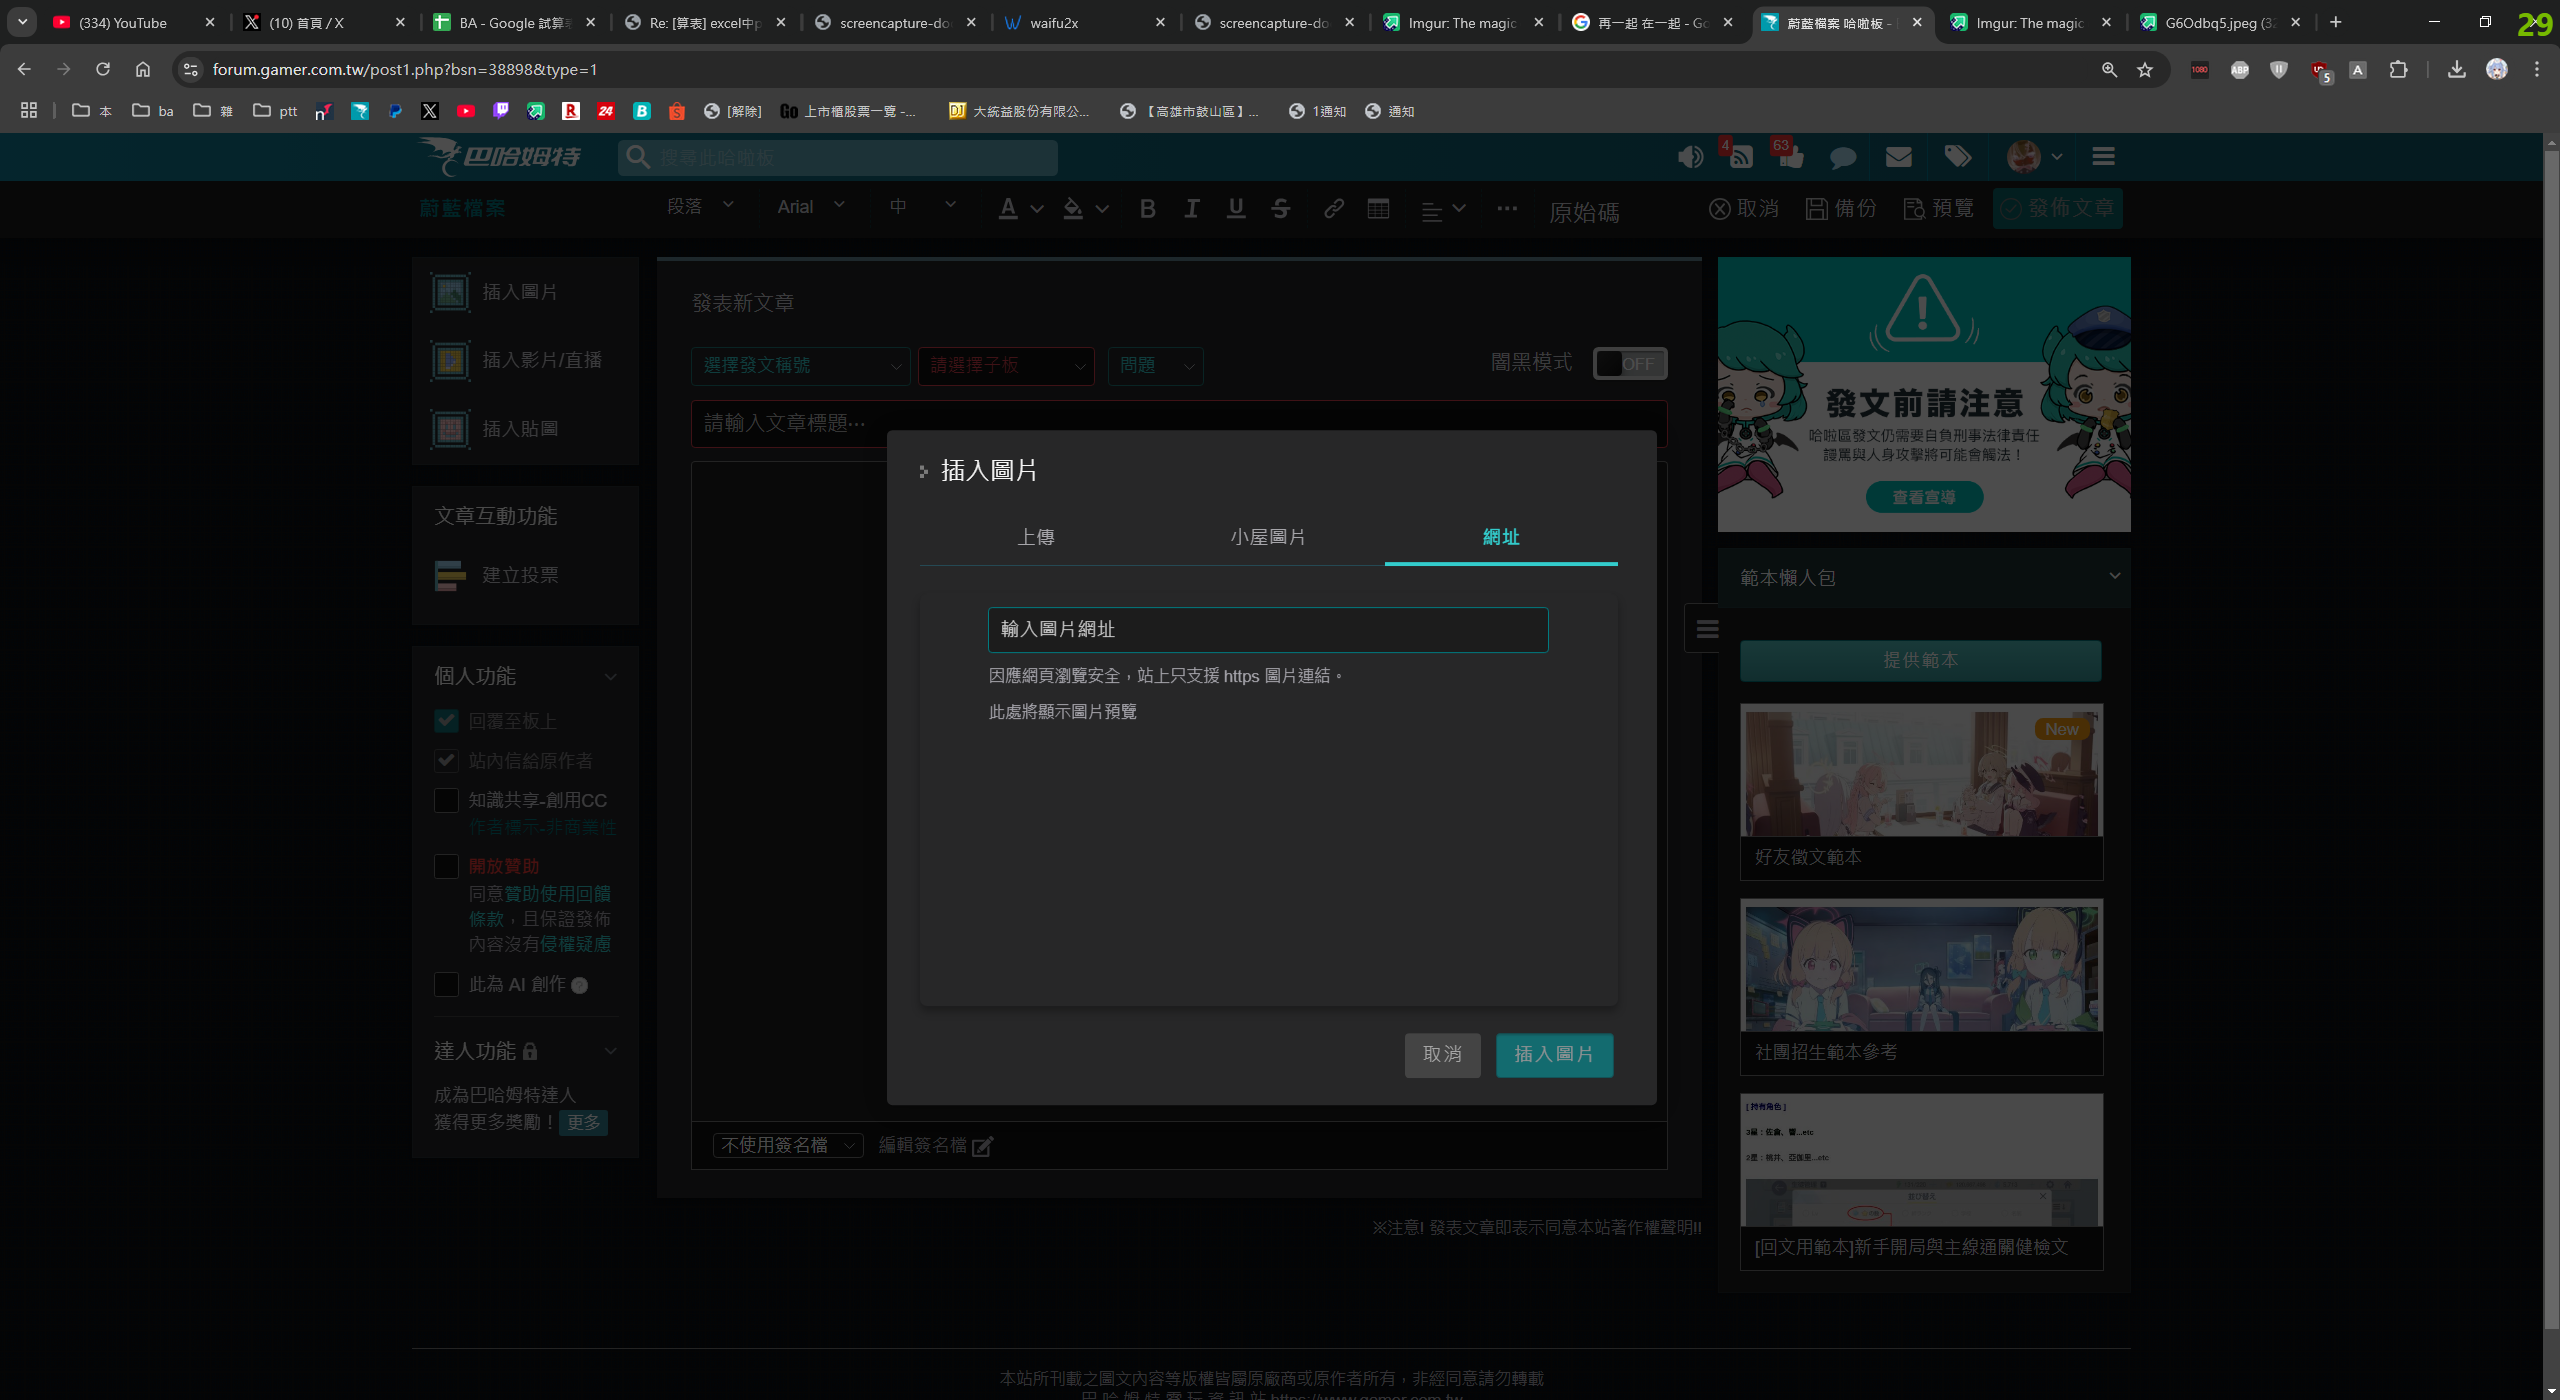 (334) YouTube
(10) 首頁 / X
BA - Google 試算
Re: [算表] excel中
screencapture-do
waifu2x
screencapture-do
Imgur: The magic
再一起 在一起 - Go
蔚藍檔案 哈啦板 -
Imgur: The magic
G6Odbq5.jpeg (32
29
forum.gamer.com.tw/post1.php?bsn=38898&type=1
1080
ABP
5
A
本
ba
雜
ptt
24
[解除]
Go
上市櫃股票一覽 -...
DJ
大統益股份有限公...
【高雄市鼓山區】...
1通知
通知
巴哈姆特
搜尋此哈啦板
4
63
蔚藍檔案
段落
Arial
中
A
B
I
U
S
原始碼
取消
備份
預覽
發佈文章
插入圖片
插入影片/直播
插入貼圖
文章互動功能
建立投票
個人功能
回覆至板上
站內信給原作者
知識共享-創用CC
作者標示-非商業性
開放贊助
同意贊助使用回饋
條款，且保證發佈
內容沒有侵權疑慮
此為 AI 創作
達人功能
成為巴哈姆特達人
獲得更多獎勵！ 更多
發表新文章
選擇發文稱號
請選擇子板
問題
闇黑模式
OFF
請輸入文章標題…
插入圖片
上傳
小屋圖片
網址
輸入圖片網址
因應網頁瀏覽安全，站上只支援 https 圖片連結。
此處將顯示圖片預覽
取消
插入圖片
不使用簽名檔
編輯簽名檔
※注意! 發表文章即表示同意本站著作權聲明!!
發文前請注意
哈啦區發文仍需要自負刑事法律責任
謾罵與人身攻擊將可能會觸法！
查看宣導
範本懶人包
提供範本
New
好友徵文範本
社團招生範本參考
[ 持有角色 ]
[回文用範本]新手開局與主線通關健檢文
本站所刊載之圖文內容等版權皆屬原廠商或原作者所有，非經同意請勿轉載